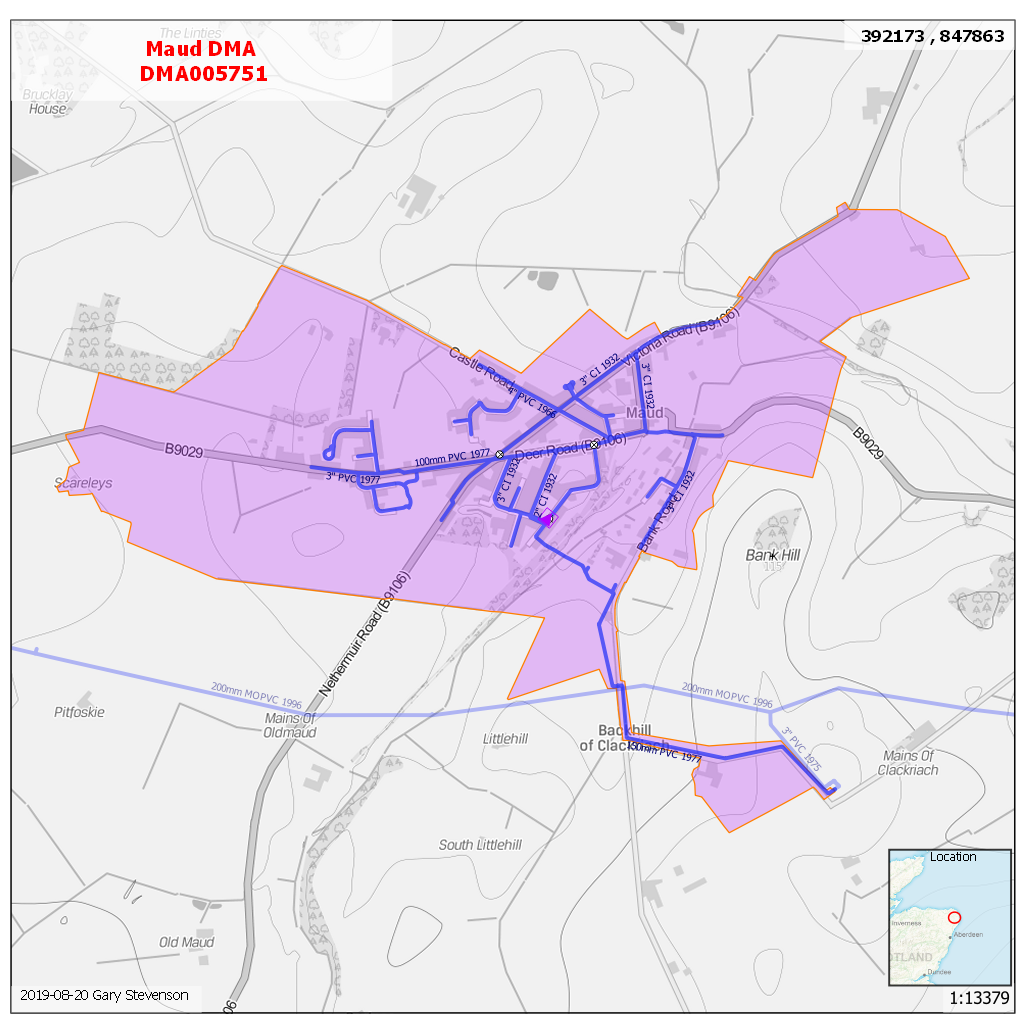 The Linties
Maud DMA
DMA005751
392173 , 847863
Brucklay
House
Castle Road
Victoria Road (B9106)
3" CI 1932
3" CI 1932
4" PVC 1966
Maud
B9029
Deer Road (B9106)
B9029
100mm PVC 1977
3" PVC 1977
3" CI 1932
2" CI 1932
3" CI 1932
Scareleys
Bank Road
Bank Hill
115
Nethermuir Road (B9106)
200mm MOPVC 1996
200mm MOPVC 1996
Pitfoskie
Mains Of
Oldmaud
Littlehill
Backhill
of Clackriach
150mm PVC 1977
3" PVC 1975
Mains Of
Clackriach
South Littlehill
Old Maud
Location
Inverness
Aberdeen
TLAND
Dundee
2019-08-20 Gary Stevenson
06
1:13379